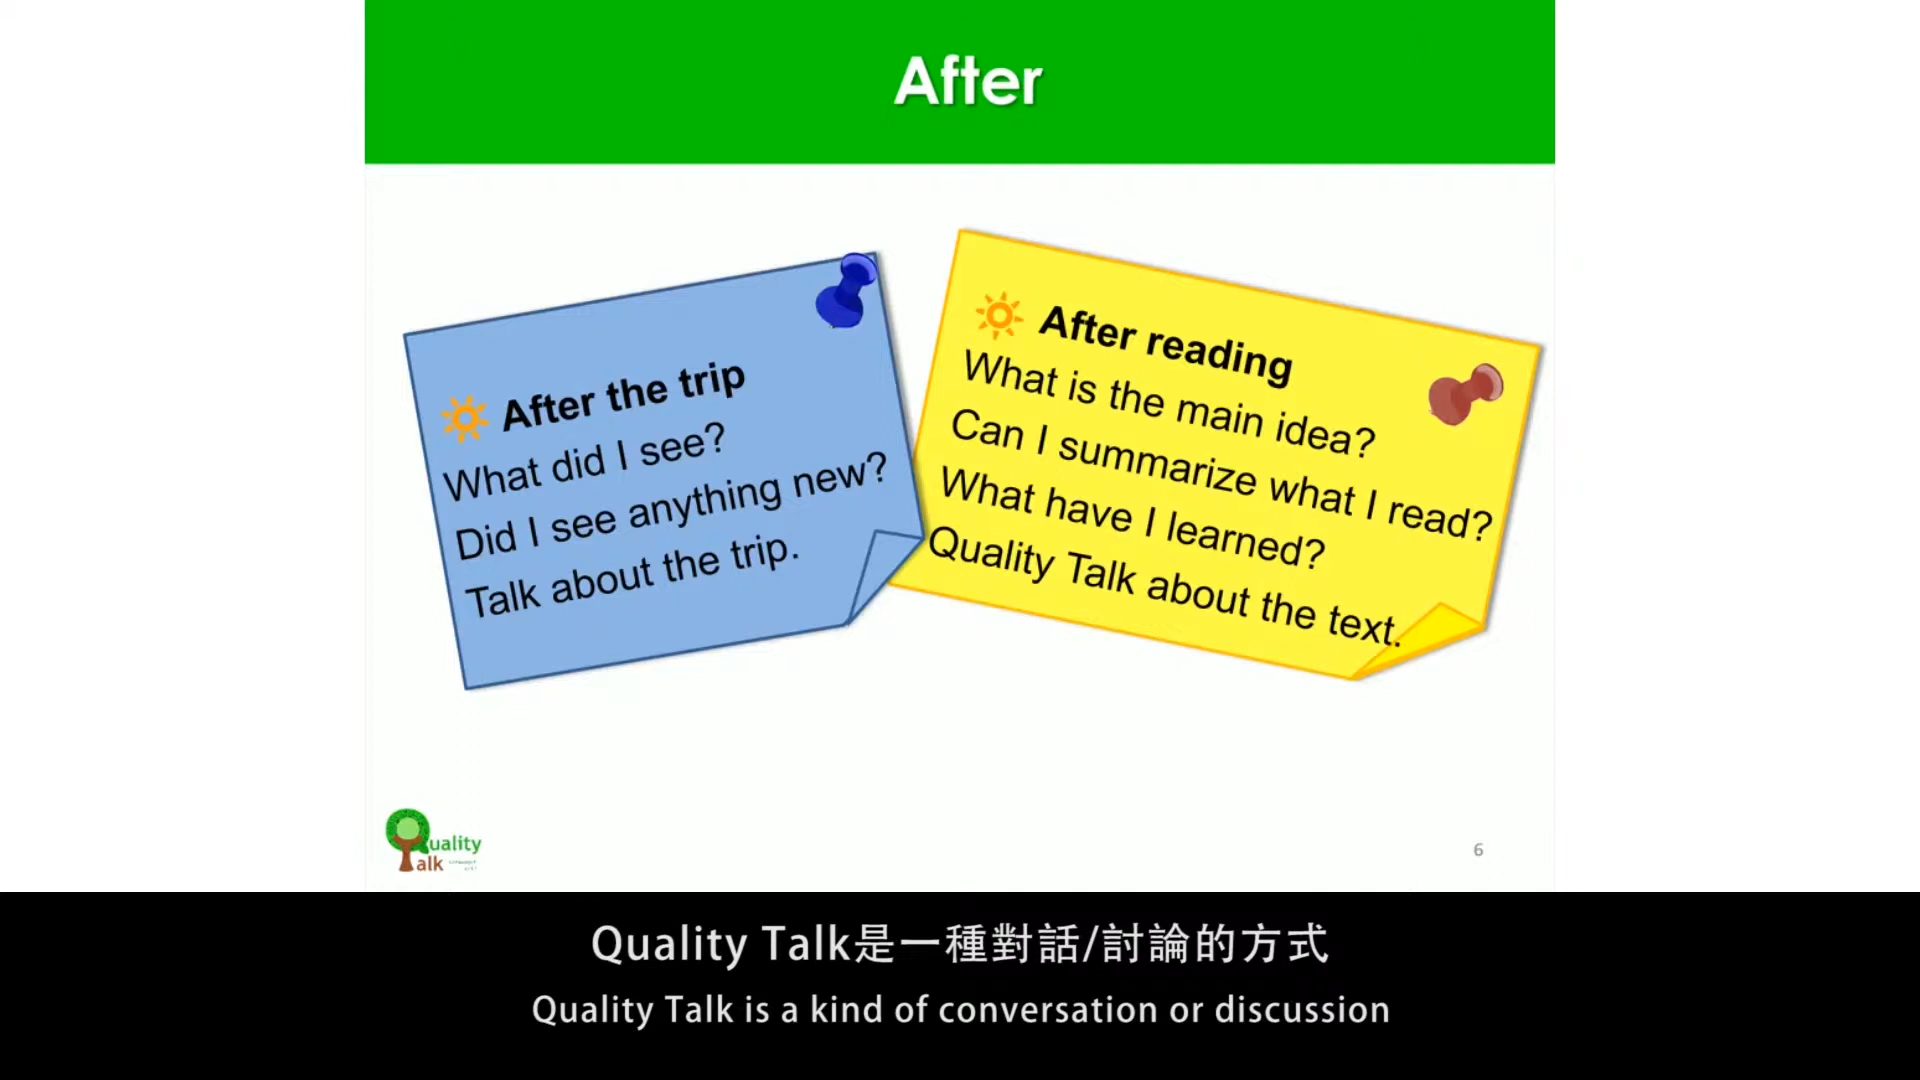 After
After the trip
What did I see?
Did I see anything new?
Talk about the trip.
After reading
What is the main idea?
Can I summarize what I read?
What have I learned?
Quality Talk about the text.
Quality
Talk
6
Quality Talk是一種對話/討論的方式
Quality Talk is a kind of conversation or discussion